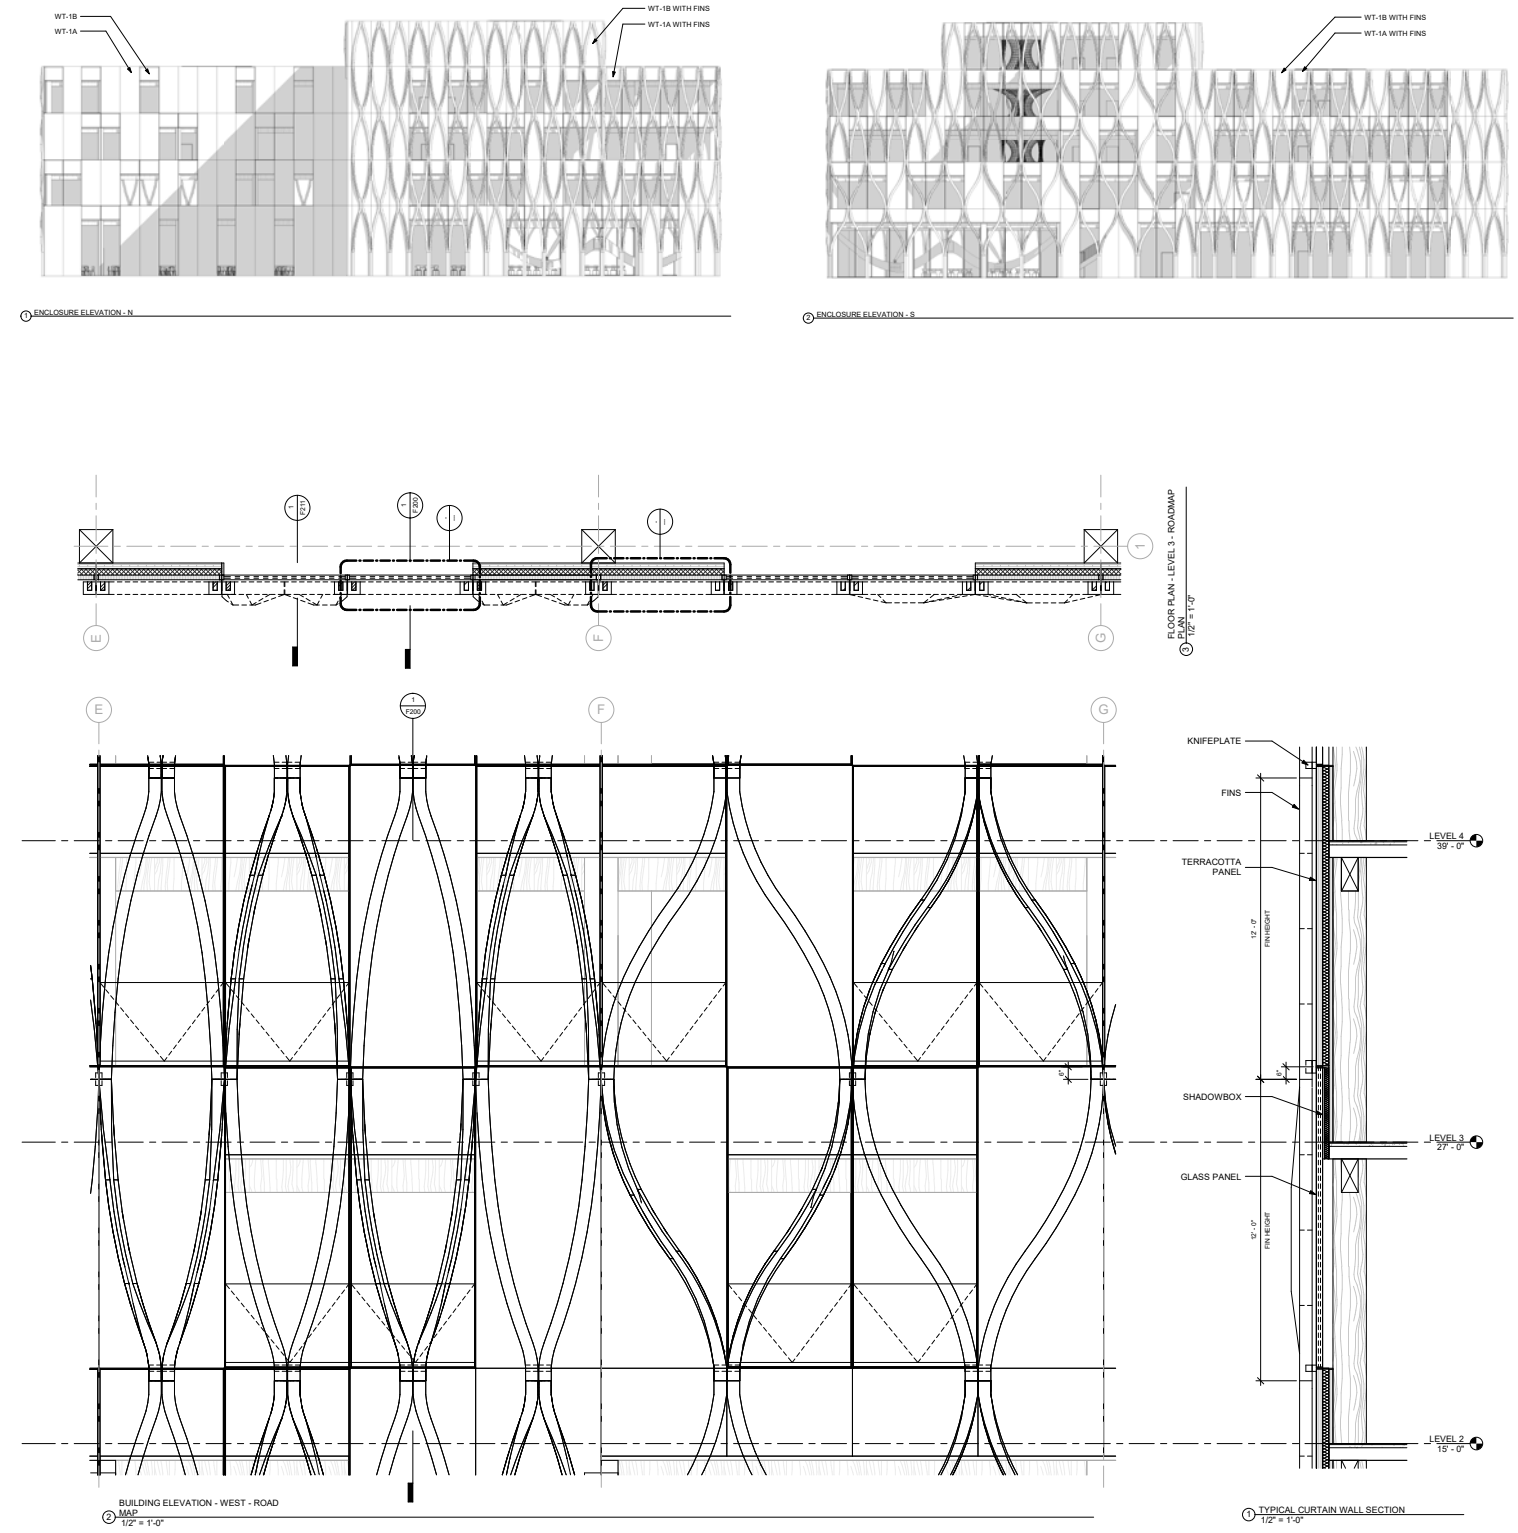 WT-1B
WT-1A
WT-1B WITH FINS
WT-1A WITH FINS
WT-1B WITH FINS
WT-1A WITH FINS
1 ENCLOSURE ELEVATION - N
2 ENCLOSURE ELEVATION - S
1
F211
1
F200
1
E
F
G
FLOOR PLAN - LEVEL 3 - ROADMAP
PLAN
3 1/2" = 1'-0"
E
1
F200
F
G
KNIFEPLATE
FINS
LEVEL 4
39' - 0"
TERRACOTTA
PANEL
12' - 0"
FIN HEIGHT
6"
6"
SHADOWBOX
LEVEL 3
27' - 0"
GLASS PANEL
12' - 0"
FIN HEIGHT
LEVEL 2
15' - 0"
BUILDING ELEVATION - WEST - ROAD
2 MAP
1/2" = 1'-0"
1 TYPICAL CURTAIN WALL SECTION
1/2" = 1'-0"